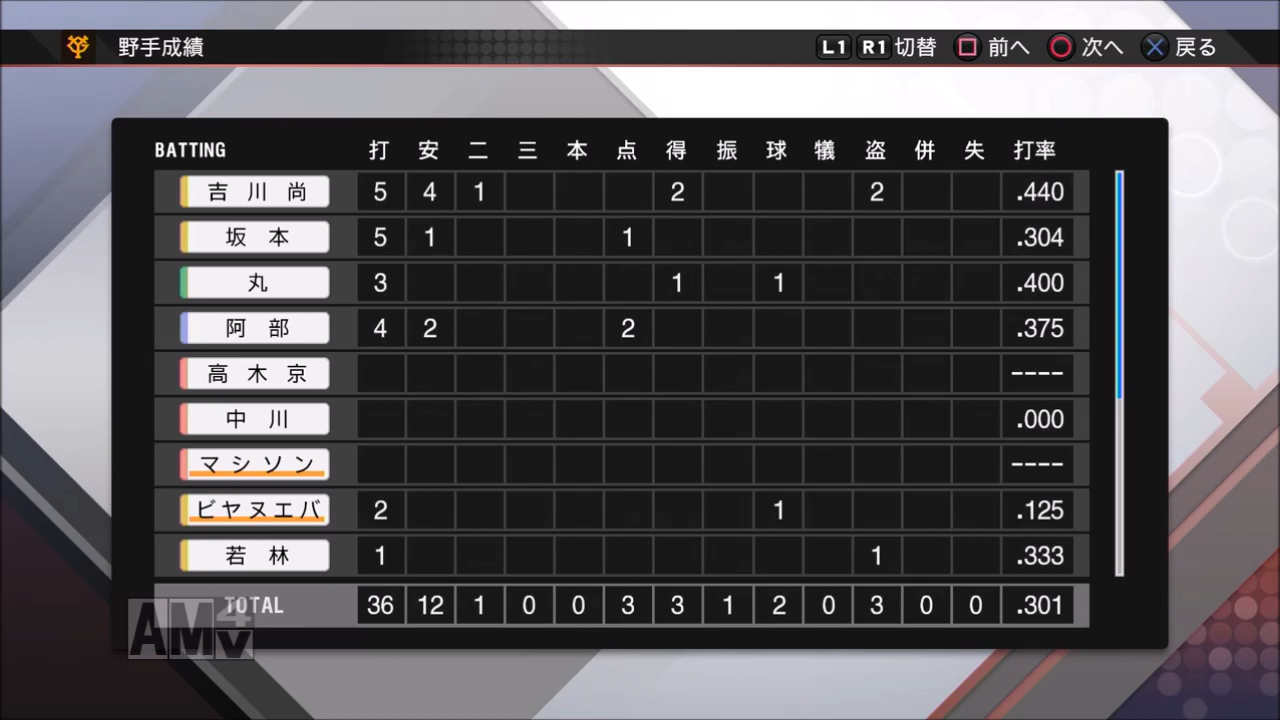 野手成績 L1 R1 切替 前へ 次へ 戻る
BATTING 打 安 二 三 本 点 得 振 球 犠 盗 併 失 打率
吉川尚 5 4 1 2 2 .440
坂本 5 1 1 .304
丸 3 1 1 .400
阿部 4 2 2 .375
高木京 ----
中川 .000
マシソン ----
ビヤヌエバ 2 1 .125
若林 1 1 .333
TOTAL 36 12 1 0 0 3 3 1 2 0 3 0 0 .301
AMV4